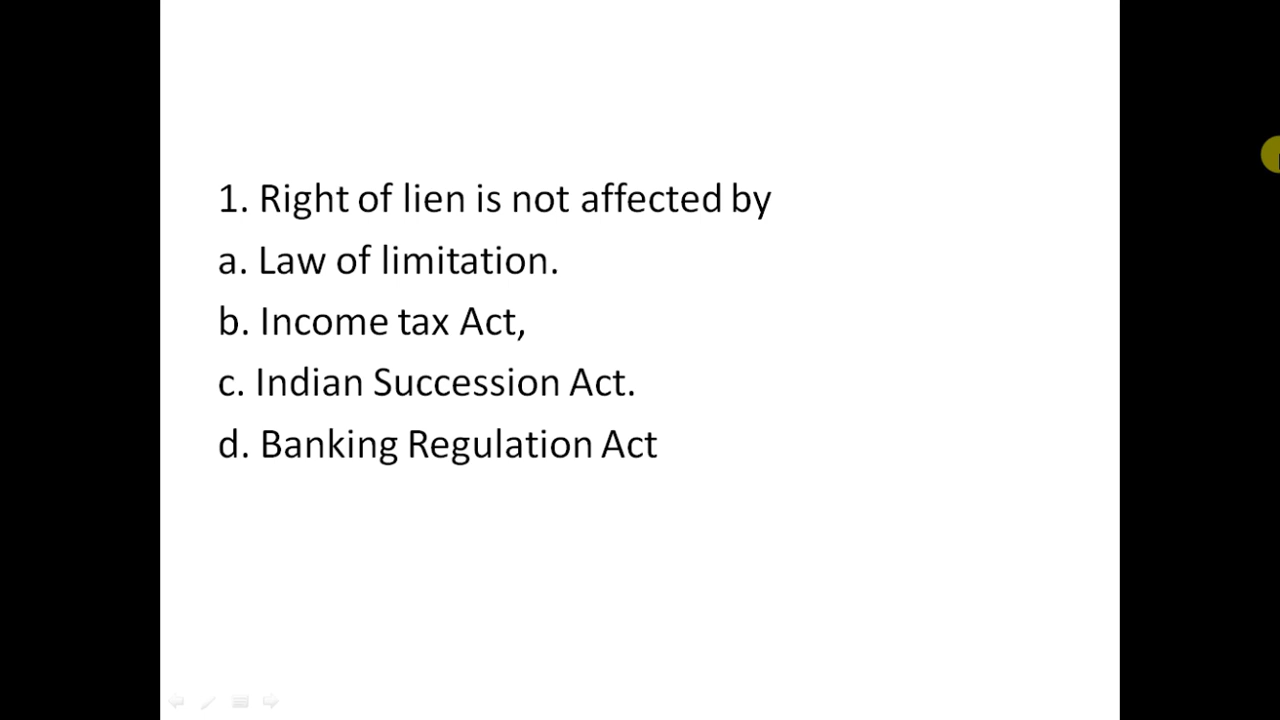 1. Right of lien is not affected by
a. Law of limitation.
b. Income tax Act,
c. Indian Succession Act.
d. Banking Regulation Act